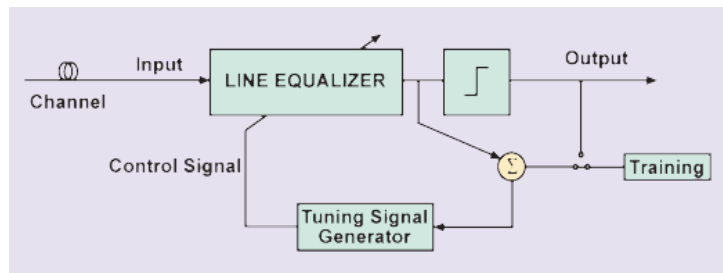 Input
LINE EQUALIZER
Output
Channel
Control Signal
Σ
Training
Tuning Signal
Generator